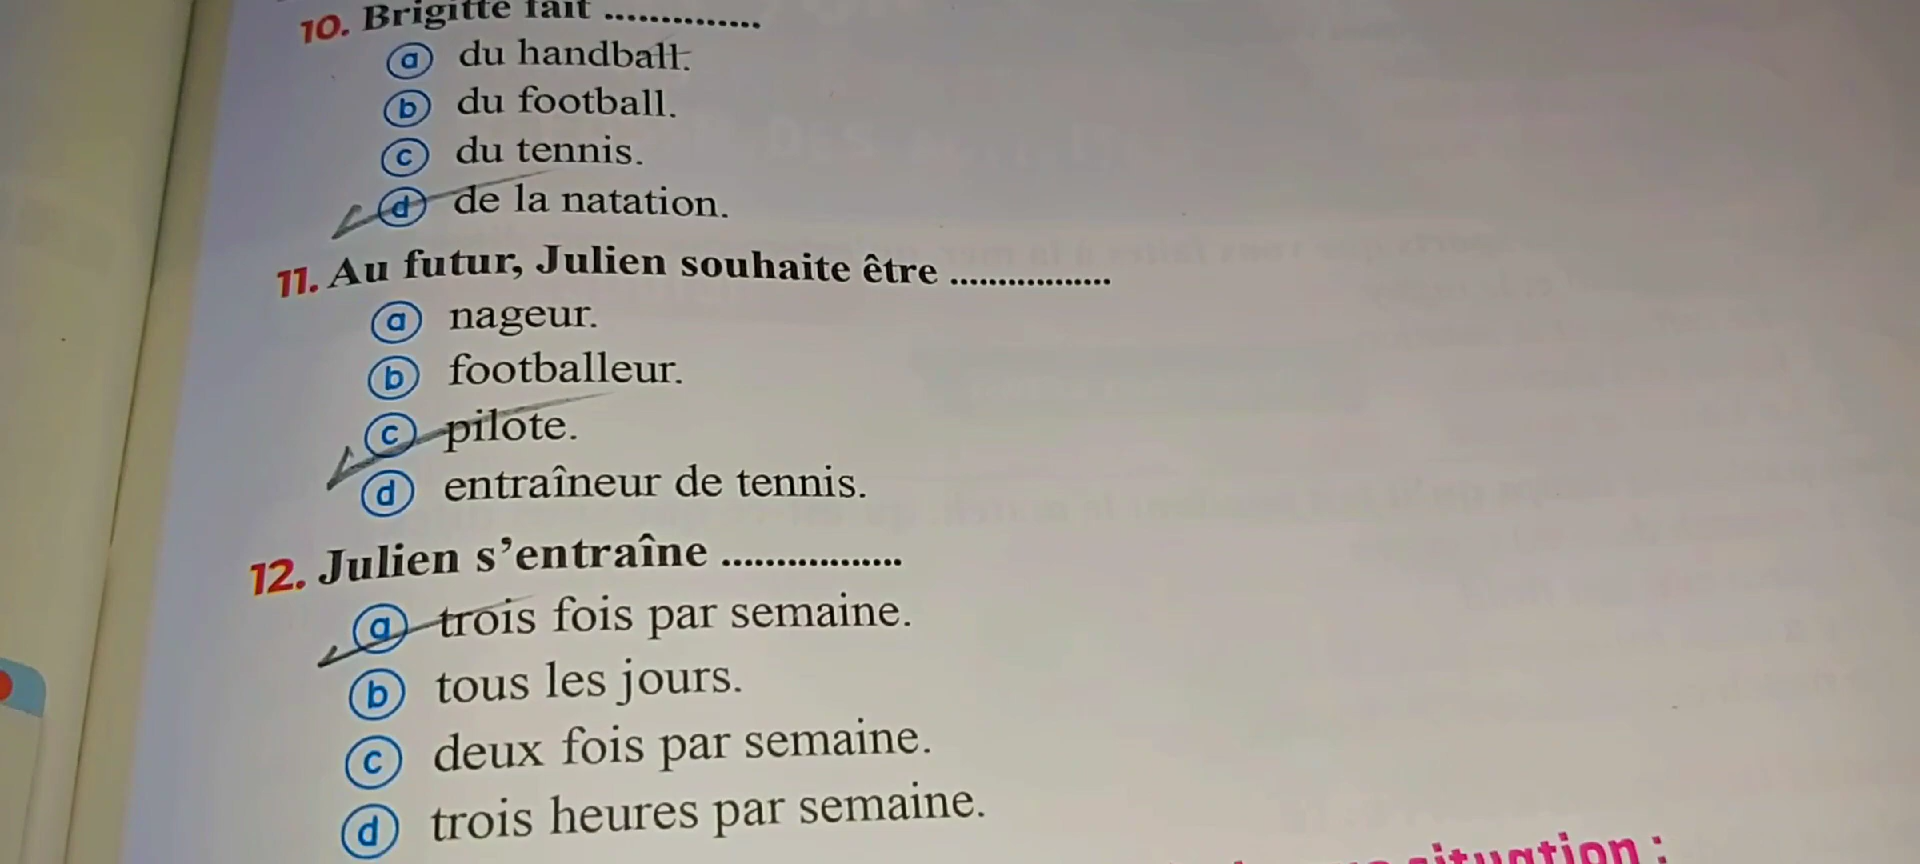 10. Brigitte fait ...............
a du handball.
b du football.
c du tennis.
d de la natation.
11. Au futur, Julien souhaite être .................
a nageur.
b footballeur.
c pilote.
d entraîneur de tennis.
12. Julien s'entraîne .................
a trois fois par semaine.
b tous les jours.
c deux fois par semaine.
d trois heures par semaine.
situation :